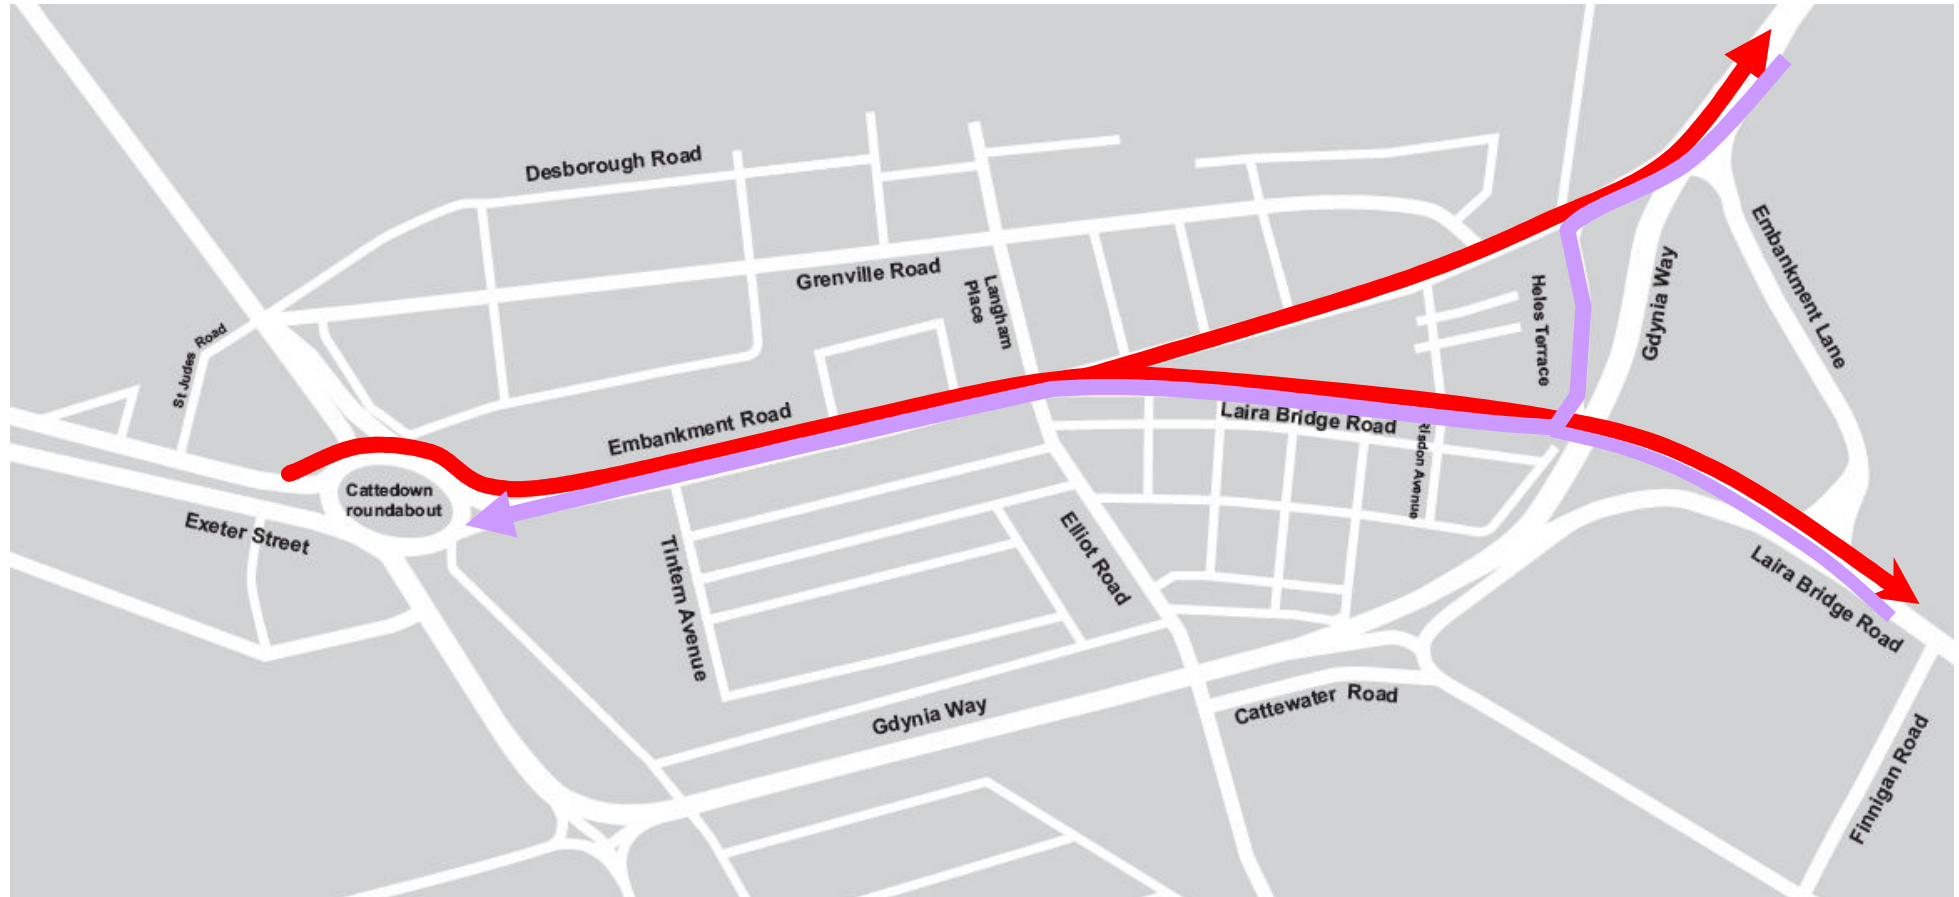 Desborough Road
Grenville Road
Langham
Place
St Judes Road
Embankment Road
Heles Terrace
Gdynia Way
Embankment Lane
Laira Bridge Road
Risdon Avenue
Cattedown
roundabout
Exeter Street
Tintern Avenue
Elliot Road
Laira Bridge Road
Gdynia Way
Cattewater Road
Finnigan Road